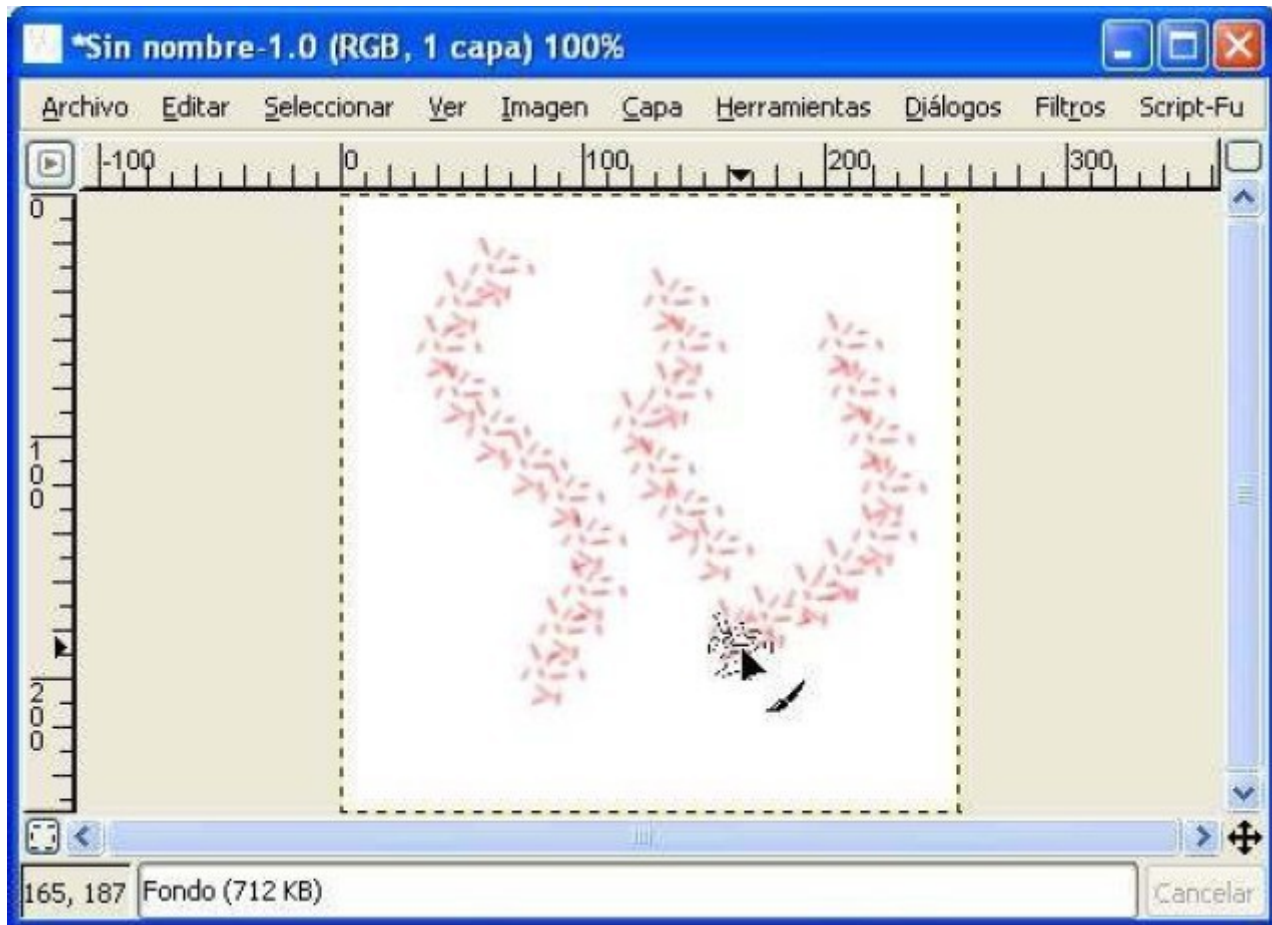 *Sin nombre-1.0 (RGB, 1 capa) 100%
Archivo Editar Seleccionar Ver Imagen Capa Herramientas Diálogos Filtros Script-Fu
-100 0 100 200 300
0
100
200
165, 187 Fondo (712 KB) Cancelar